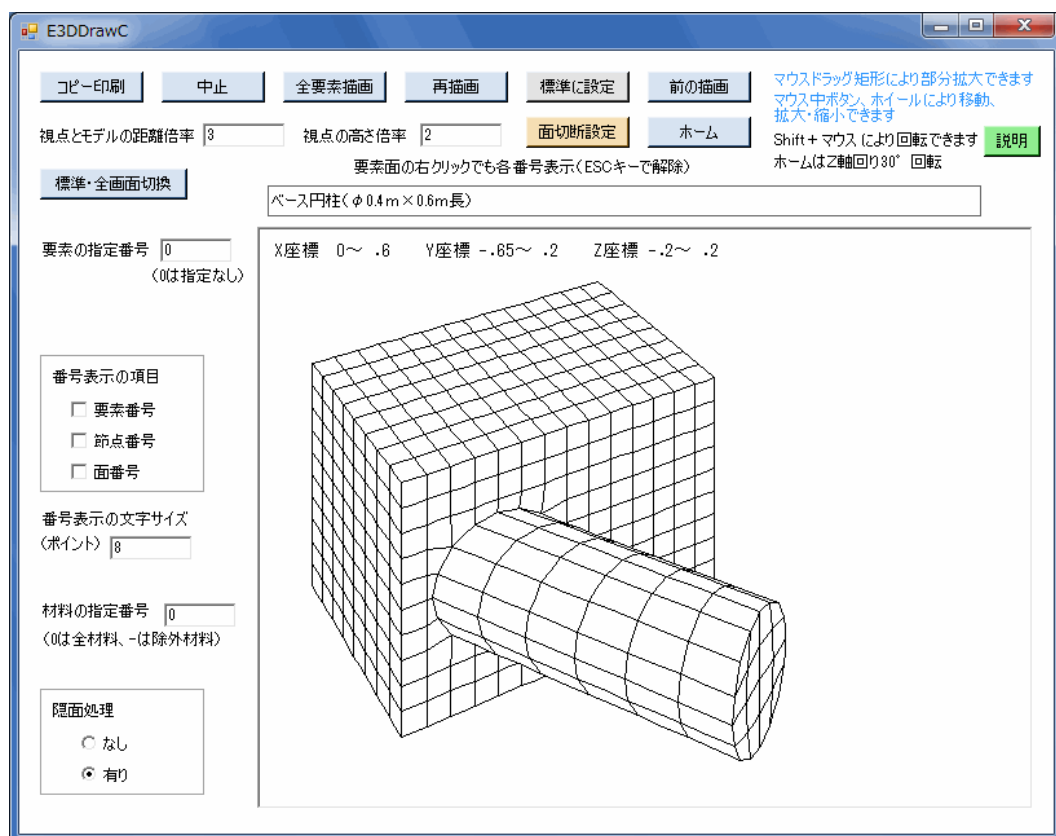 E3DDrawC
コピー印刷
中止
全要素描画
再描画
標準に設定
前の描画
マウスドラッグ矩形により部分拡大できます
マウス中ボタン、ホイールにより移動、
拡大・縮小できます
視点とモデルの距離倍率 3
視点の高さ倍率 2
面切断設定
ホーム
Shift+マウス により回転できます
ホームはZ軸回り30° 回転
説明
要素面の右クリックでも各番号表示(ESCキーで解除)
標準・全画面切換
ベース円柱(φ0.4m×0.6m長)
要素の指定番号 0
(0は指定なし)
X座標 0～ .6 Y座標 -.65～ .2 Z座標 -.2～ .2
番号表示の項目
要素番号
節点番号
面番号
番号表示の文字サイズ
(ポイント) 8
材料の指定番号 0
(0は全材料、-は除外材料)
隠面処理
なし
有り